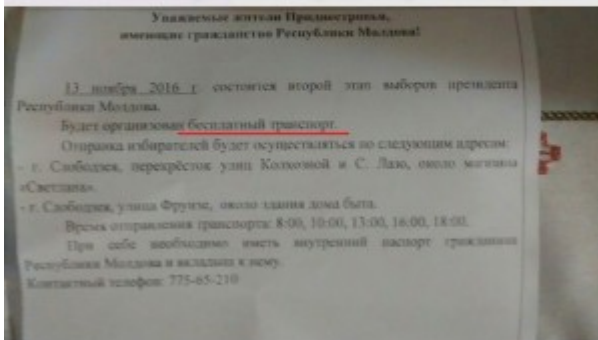 Уважаемые жители Приднестровья,
имеющие гражданство Республики Молдова!
13 ноября 2016 г. состоится второй этап выборов президента
Республики Молдова.
Будет организован бесплатный транспорт.
Отправка избирателей будет осуществляться по следующим адресам:
- г. Слободзея, перекрёсток улиц Колхозной и С. Лазо, около магазина
«Светлана».
- г. Слободзея, улица Фрунзе, около здания дома быта.
Время отправления транспорта: 8:00, 10:00, 13:00, 16:00, 18:00.
При себе необходимо иметь внутренний паспорт гражданина
Республики Молдова и вкладыш к нему.
Контактный телефон: 775-65-210